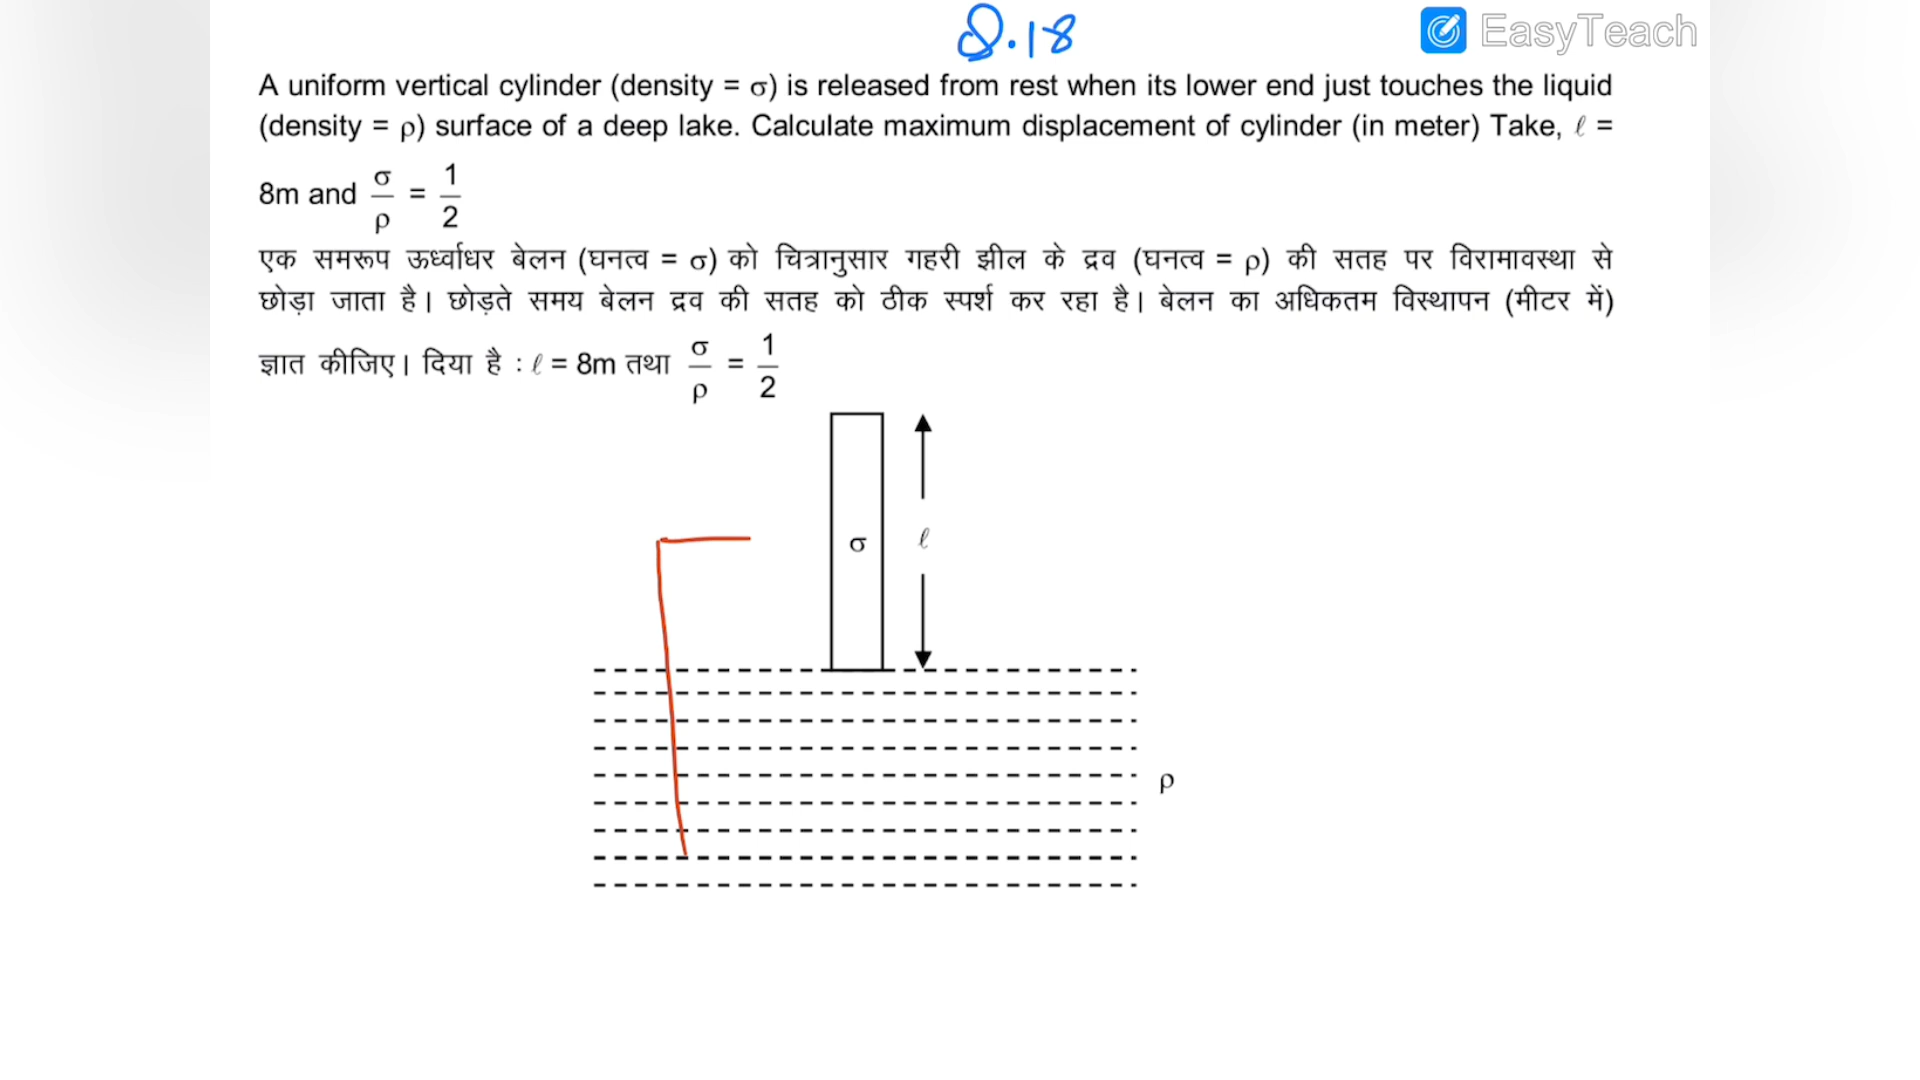 Q.18
EasyTeach
A uniform vertical cylinder (density = σ) is released from rest when its lower end just touches the liquid
(density = ρ) surface of a deep lake. Calculate maximum displacement of cylinder (in meter) Take, ℓ =
8m and σ/ρ = 1/2
एक समरूप ऊर्ध्वाधर बेलन (घनत्व = σ) को चित्रानुसार गहरी झील के द्रव (घनत्व = ρ) की सतह पर विरामावस्था से
छोड़ा जाता है। छोड़ते समय बेलन द्रव की सतह को ठीक स्पर्श कर रहा है। बेलन का अधिकतम विस्थापन (मीटर में)
ज्ञात कीजिए। दिया है : ℓ = 8m तथा σ/ρ = 1/2
σ
ℓ
ρ